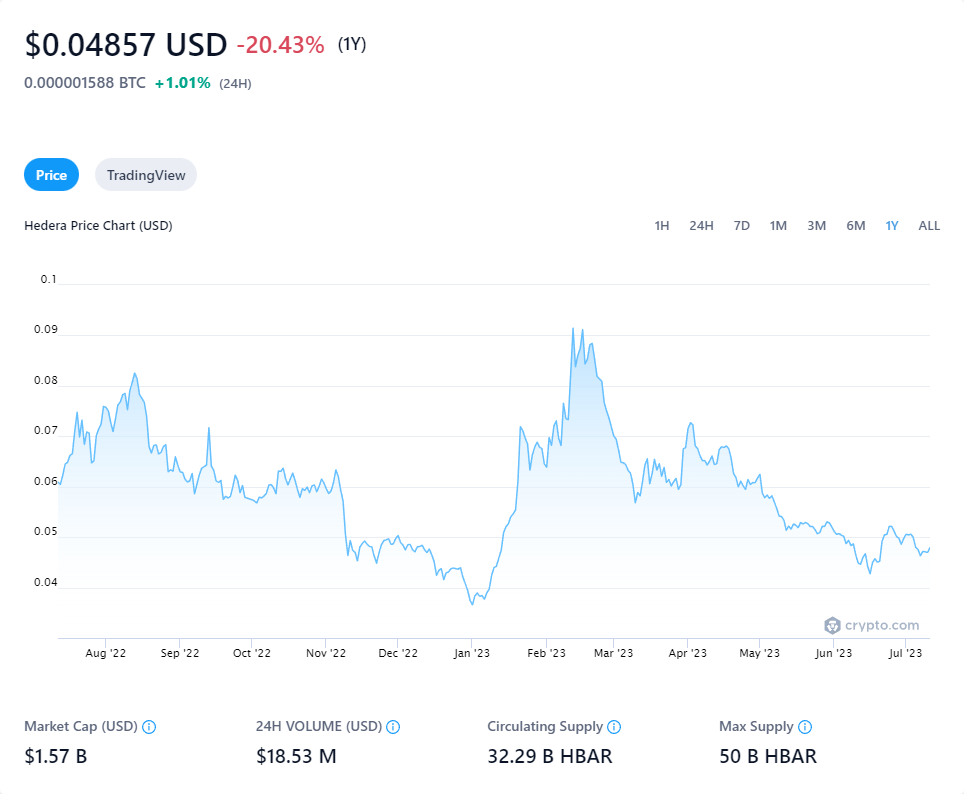 $0.04857 USD -20.43% (1Y)
0.000001588 BTC +1.01% (24H)
Price TradingView
Hedera Price Chart (USD) 1H 24H 7D 1M 3M 6M 1Y ALL
0.1
0.09
0.08
0.07
0.06
0.05
0.04
crypto.com
Aug '22 Sep '22 Oct '22 Nov '22 Dec '22 Jan '23 Feb '23 Mar '23 Apr '23 May '23 Jun '23 Jul '23
Market Cap (USD) 24H VOLUME (USD) Circulating Supply Max Supply
$1.57 B $18.53 M 32.29 B HBAR 50 B HBAR